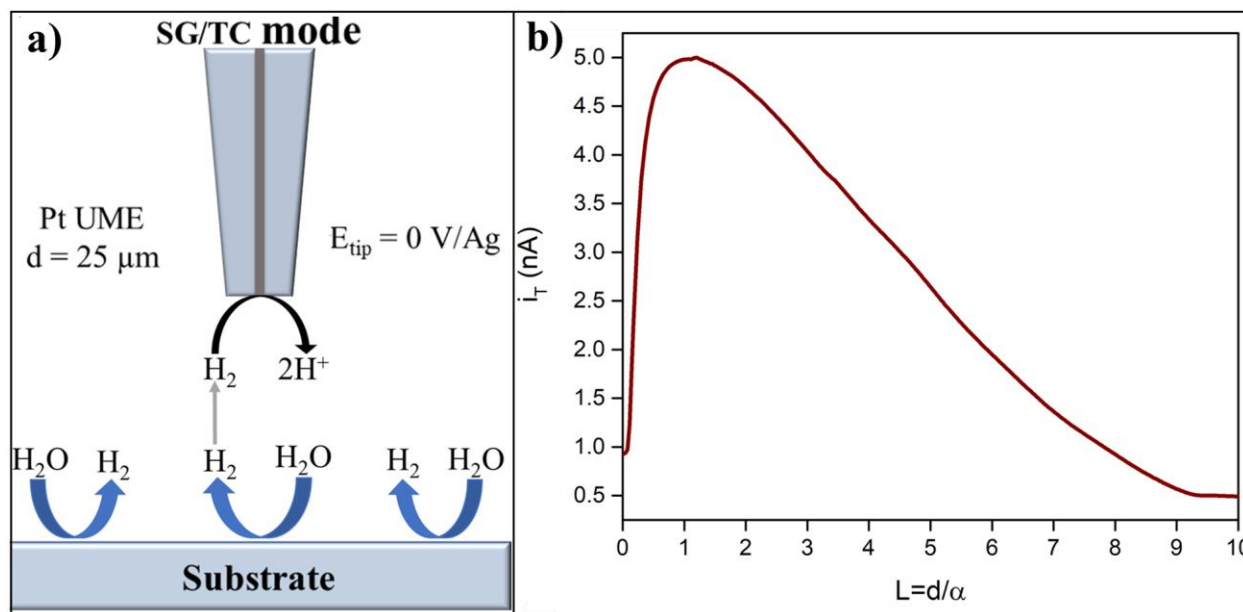 a)
SG/TC mode
Pt UME
d = 25 µm
E_tip = 0 V/Ag
H₂ 2H⁺
H₂O H₂ H₂ H₂O H₂ H₂O
Substrate
b)
5.0
4.5
4.0
3.5
3.0
2.5
2.0
1.5
1.0
0.5
i_T (nA)
0 1 2 3 4 5 6 7 8 9 10
L=d/α